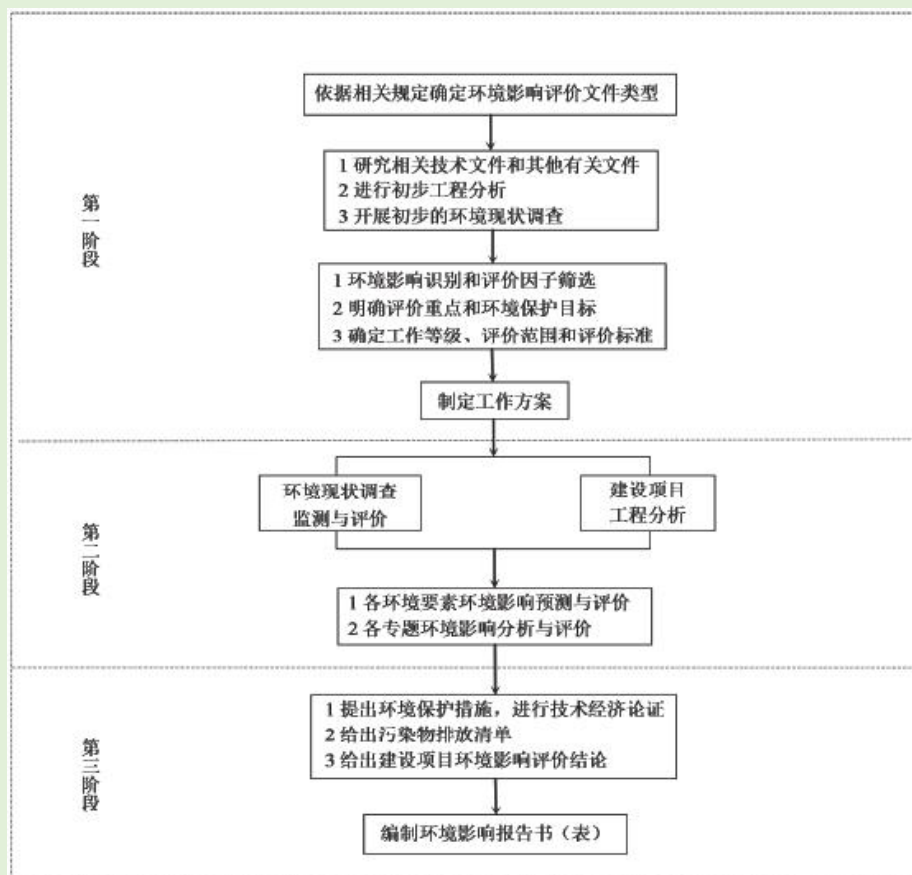 依据相关规定确定环境影响评价文件类型
第一阶段
1 研究相关技术文件和其他有关文件
2 进行初步工程分析
3 开展初步的环境现状调查
1 环境影响识别和评价因子筛选
2 明确评价重点和环境保护目标
3 确定工作等级、评价范围和评价标准
制定工作方案
第二阶段
环境现状调查
监测与评价
建设项目
工程分析
1 各环境要素环境影响预测与评价
2 各专题环境影响分析与评价
第三阶段
1 提出环境保护措施，进行技术经济论证
2 给出污染物排放清单
3 给出建设项目环境影响评价结论
编制环境影响报告书（表）